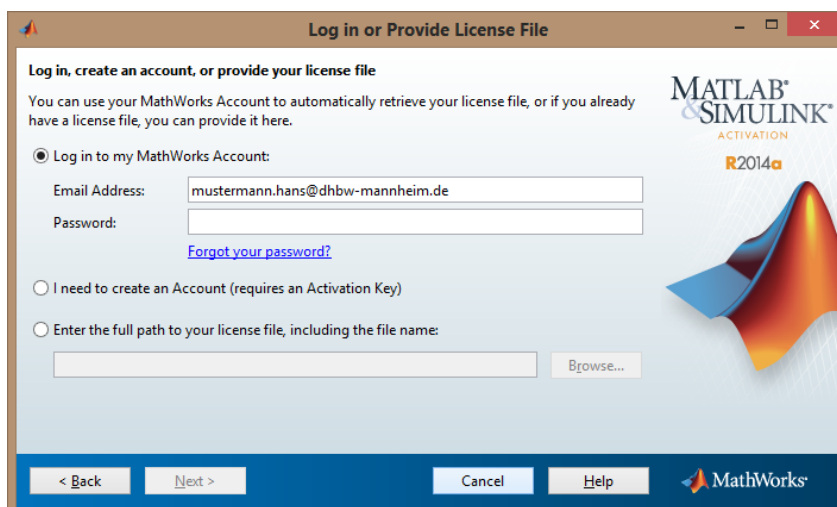 Log in or Provide License File
Log in, create an account, or provide your license file
You can use your MathWorks Account to automatically retrieve your license file, or if you already
have a license file, you can provide it here.
Log in to my MathWorks Account:
Email Address: mustermann.hans@dhbw-mannheim.de
Password:
Forgot your password?
I need to create an Account (requires an Activation Key)
Enter the full path to your license file, including the file name:
Browse...
MATLAB®
&SIMULINK®
ACTIVATION
R2014a
< Back Next > Cancel Help MathWorks®